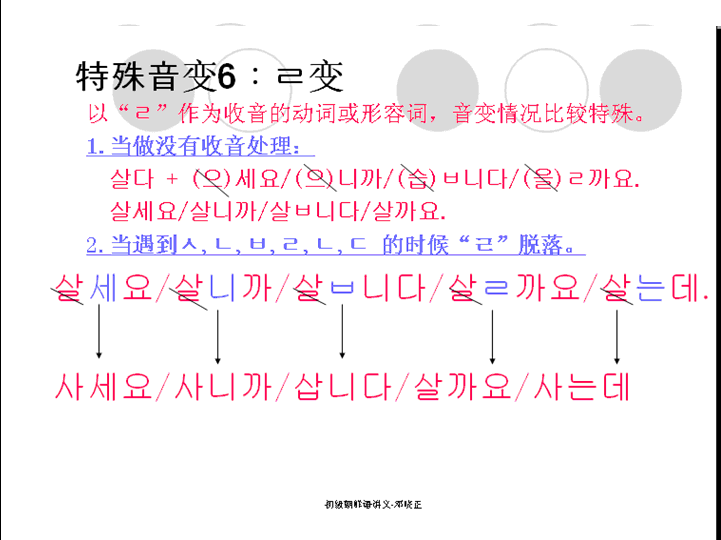 特殊音变6：ㄹ变
以“ㄹ”作为收音的动词或形容词，音变情况比较特殊。
1.当做没有收音处理：
살다 + (으)세요/(으)니까/(습)ㅂ니다/(을)ㄹ까요.
살세요/살니까/살ㅂ니다/살까요.
2.当遇到ㅅ,ㄴ,ㅂ,ㄹ,ㄴ,ㄷ 的时候“ㄹ”脱落。
살세요/살니까/살ㅂ니다/살ㄹ까요/살는데.
사세요/사니까/삽니다/살까요/사는데
初级朝鲜语讲义-邓晓正